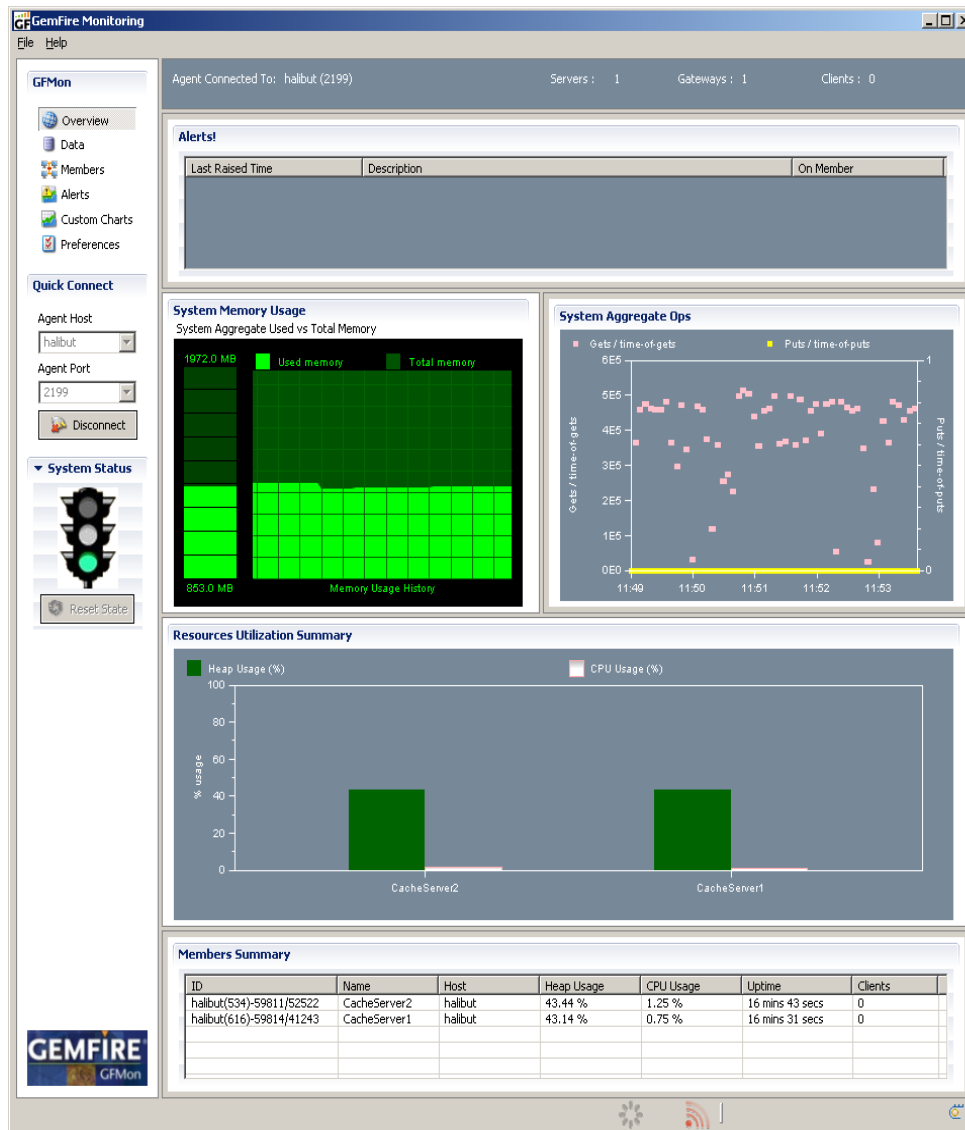 GF GemFire Monitoring
File Help
GFMon
Overview
Data
Members
Alerts
Custom Charts
Preferences
Quick Connect
Agent Host
halibut
Agent Port
2199
Disconnect
System Status
Reset State
GEMFIRE
GFMon
Agent Connected To: halibut (2199) Servers : 1 Gateways : 1 Clients : 0
Alerts!
Last Raised Time Description On Member
System Memory Usage
System Aggregate Used vs Total Memory
1972.0 MB Used memory Total memory
853.0 MB Memory Usage History
System Aggregate Ops
Gets / time-of-gets Puts / time-of-puts
6E5 1
5E5
4E5
3E5
2E5
1E5
0E0 0
Gets / time-of-gets
Puts / time-of-puts
11:49 11:50 11:51 11:52 11:53
Resources Utilization Summary
Heap Usage (%) CPU Usage (%)
100
80
60
40
20
0
% usage
CacheServer2 CacheServer1
Members Summary
ID Name Host Heap Usage CPU Usage Uptime Clients
halibut(534)-59811/52522 CacheServer2 halibut 43.44 % 1.25 % 16 mins 43 secs 0
halibut(616)-59814/41243 CacheServer1 halibut 43.14 % 0.75 % 16 mins 31 secs 0